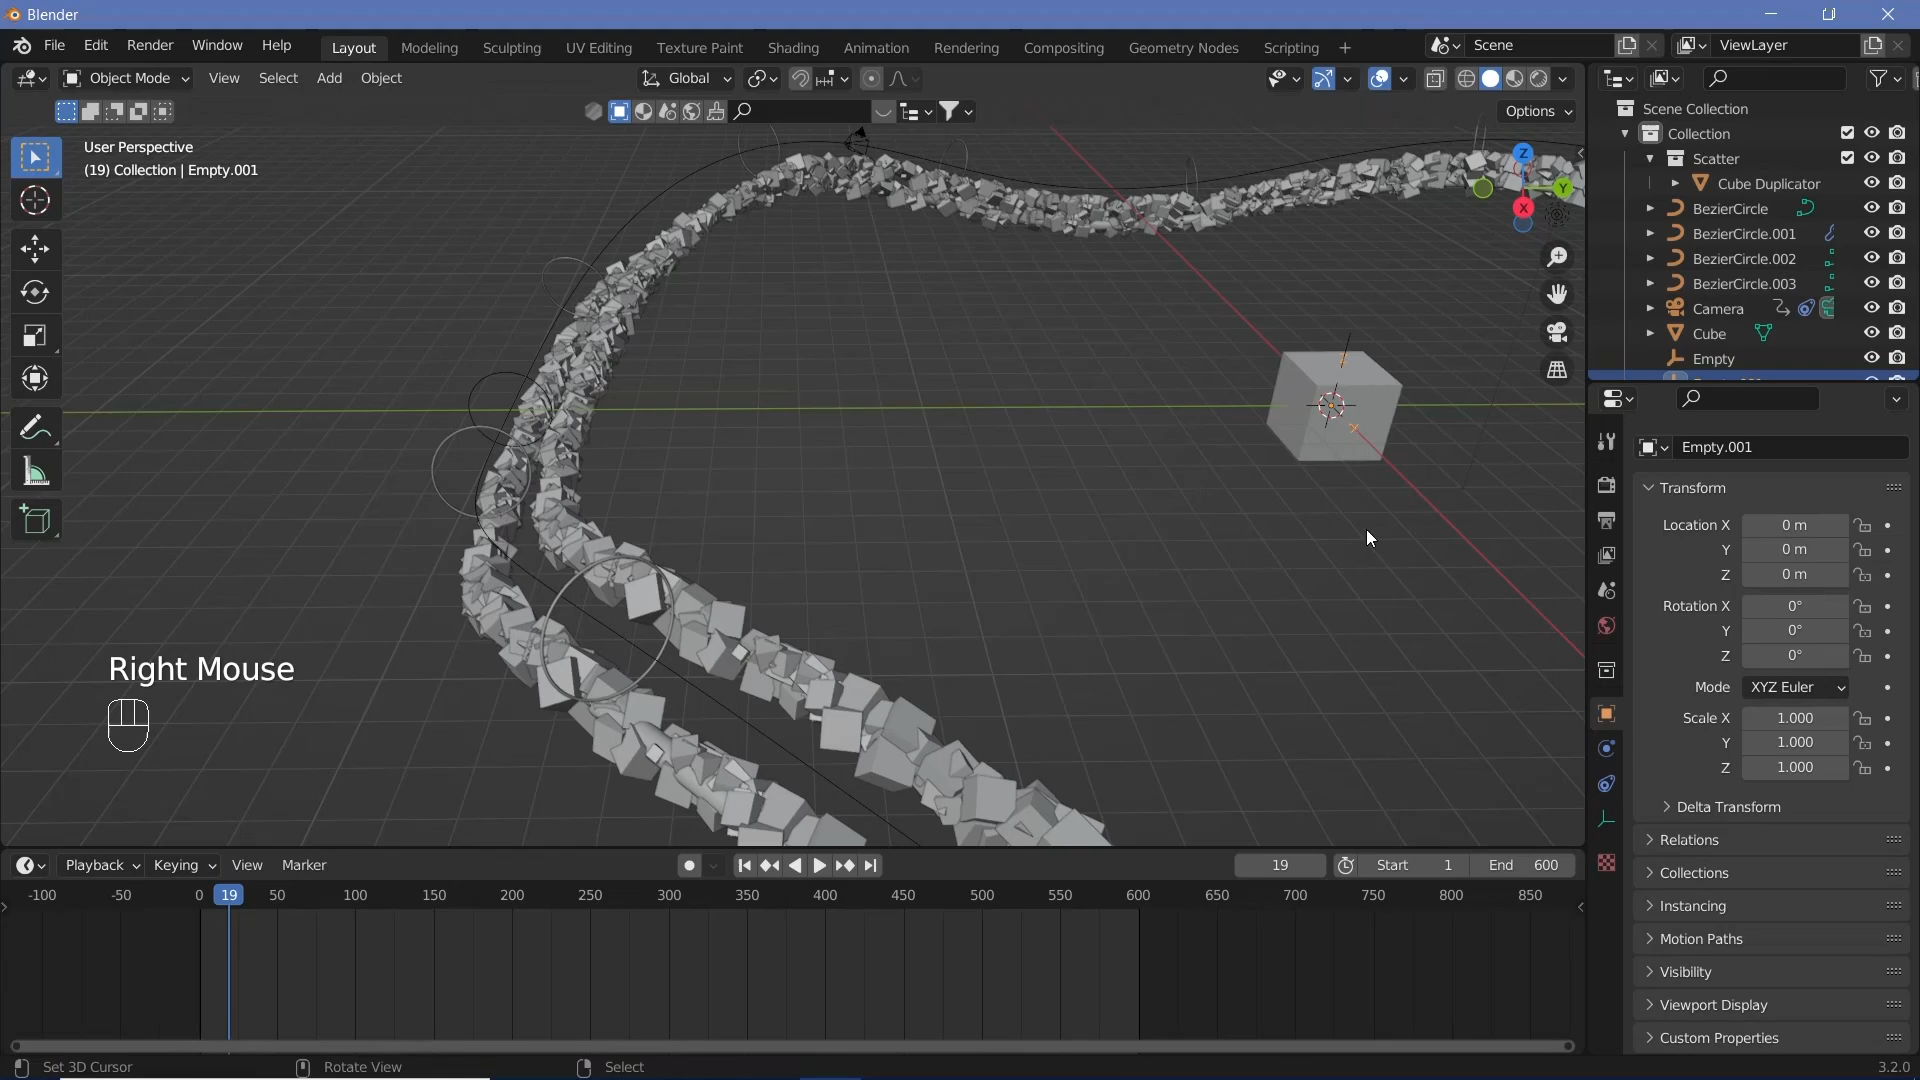 Blender
File Edit Render Window Help Layout Modeling Sculpting UV Editing Texture Paint Shading Animation Rendering Compositing Geometry Nodes Scripting + Scene ViewLayer
Object Mode View Select Add Object Global
Options
User Perspective
(19) Collection | Empty.001
Z
Y
X
Right Mouse
Scene Collection
Collection
Scatter
Cube Duplicator
BezierCircle
BezierCircle.001
BezierCircle.002
BezierCircle.003
Camera
Cube
Empty
Empty.001
Transform
Location X 0 m
Y 0 m
Z 0 m
Rotation X 0°
Y 0°
Z 0°
Mode XYZ Euler
Scale X 1.000
Y 1.000
Z 1.000
Delta Transform
Relations
Collections
Instancing
Motion Paths
Visibility
Viewport Display
Custom Properties
Playback Keying View Marker 19 Start 1 End 600
-100 -50 0 19 50 100 150 200 250 300 350 400 450 500 550 600 650 700 750 800 850
Set 3D Cursor Rotate View Select 3.2.0